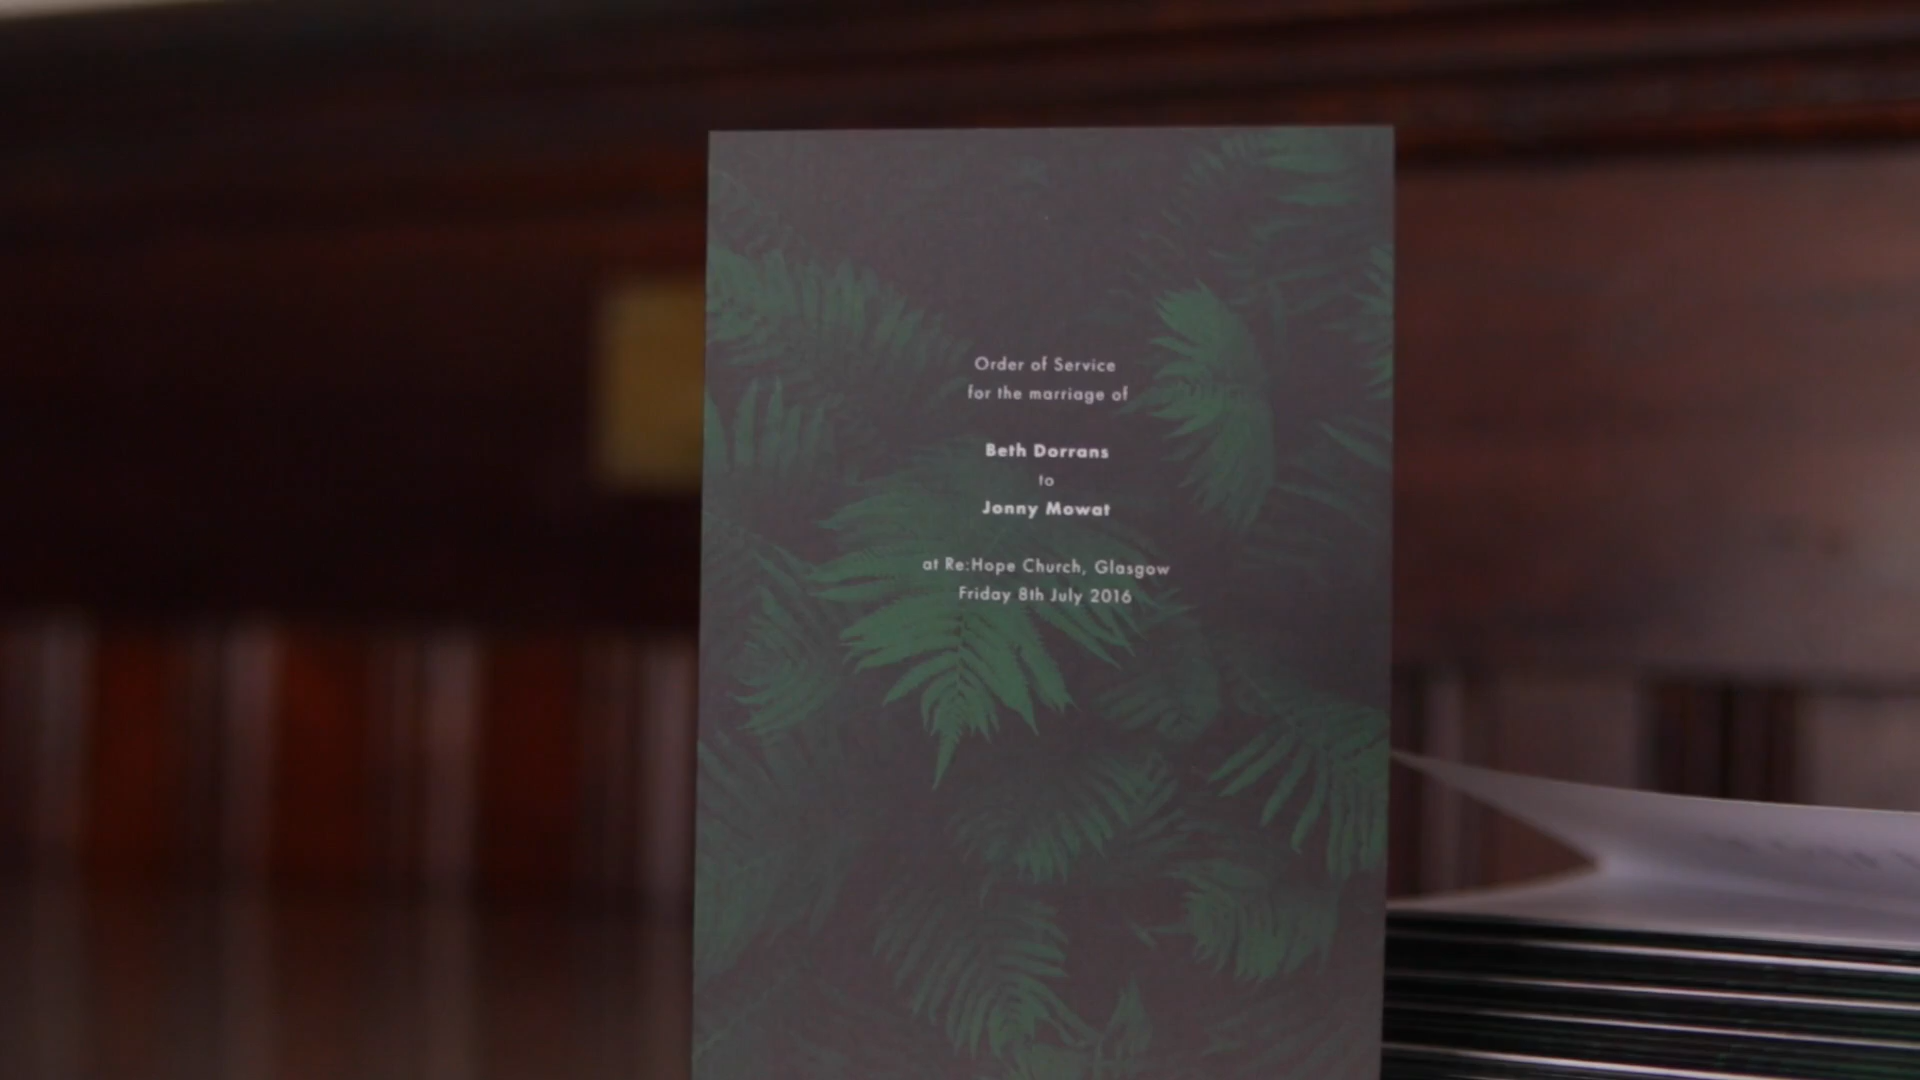 Order of Service
for the marriage of
Beth Dorrans
to
Jonny Mowat
at Re:Hope Church, Glasgow
Friday 8th July 2016